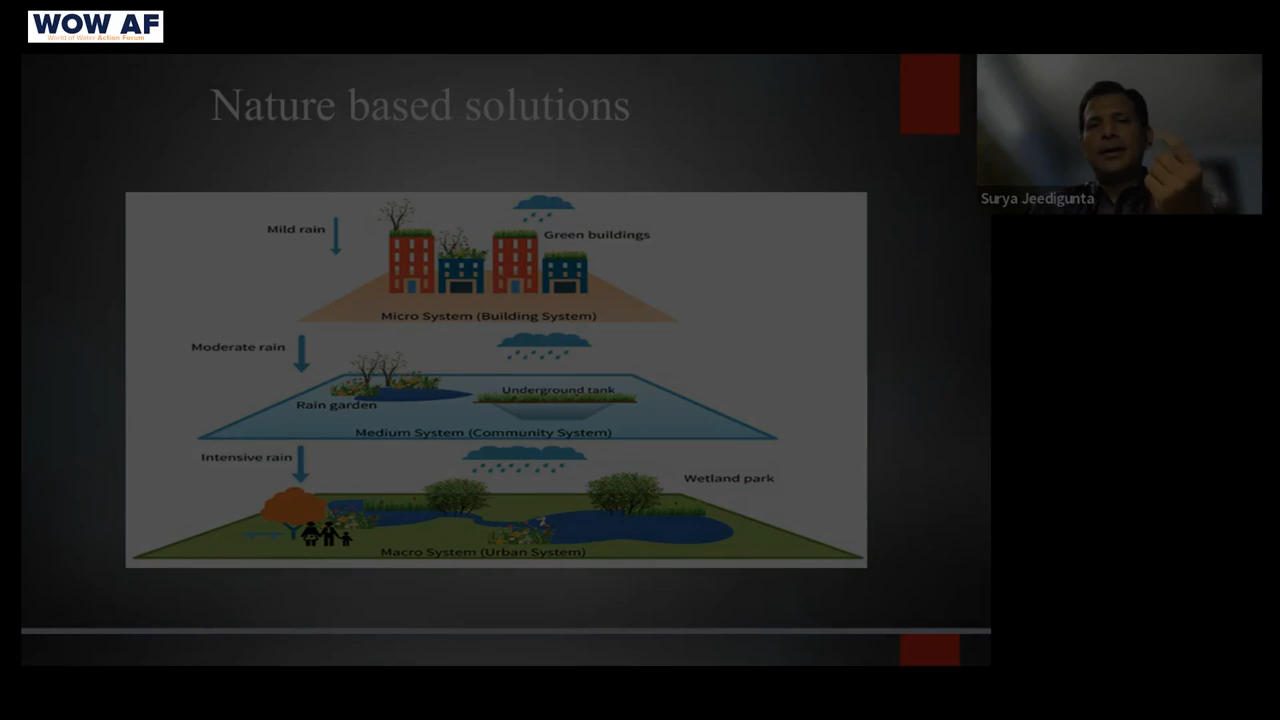 WOW AF
World of Water Action Forum
Nature based solutions
Surya Jeedigunta
Mild rain
Green buildings
Micro System (Building System)
Moderate rain
Underground tank
Rain garden
Medium System (Community System)
Intensive rain
Wetland park
Macro System (Urban System)